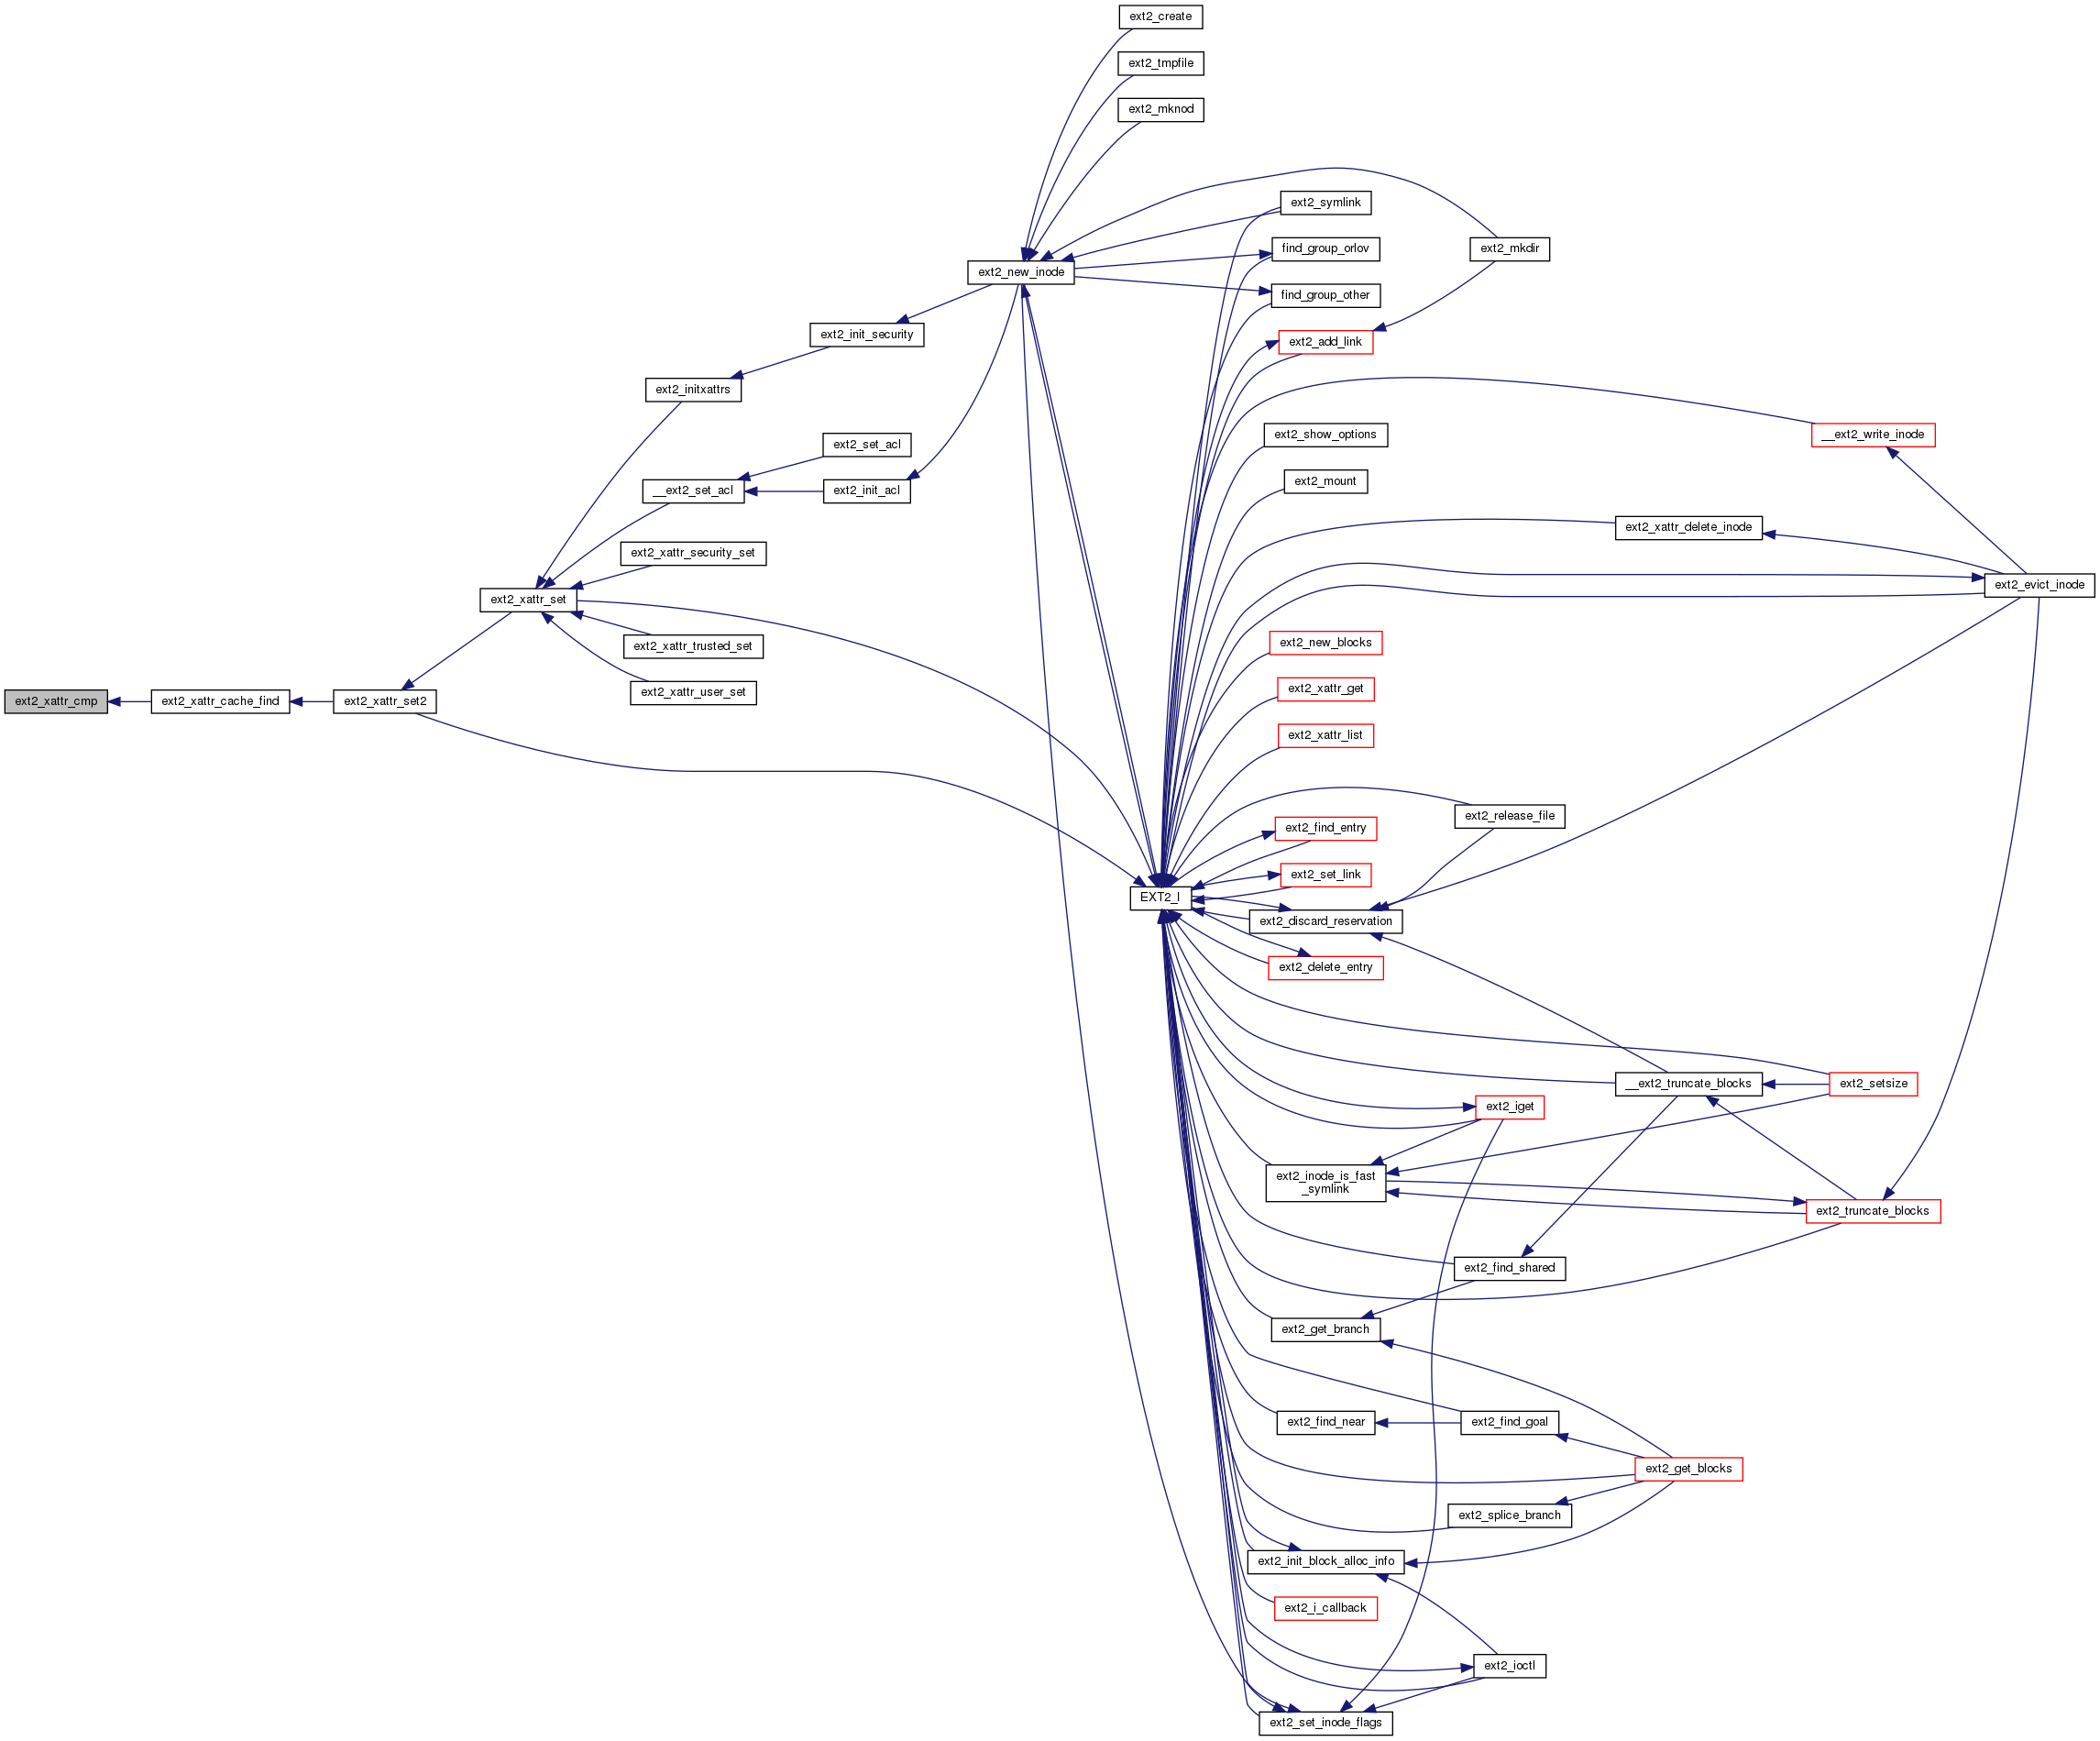 ext2_create
ext2_tmpfile
ext2_mknod
ext2_symlink
find_group_orlov
ext2_mkdir
ext2_new_inode
find_group_other
ext2_init_security
ext2_add_link
ext2_initxattrs
ext2_set_acl
ext2_show_options
__ext2_write_inode
__ext2_set_acl
ext2_init_acl
ext2_mount
ext2_xattr_delete_inode
ext2_xattr_security_set
ext2_evict_inode
ext2_xattr_set
ext2_xattr_trusted_set
ext2_new_blocks
ext2_xattr_user_set
ext2_xattr_get
ext2_xattr_cmp
ext2_xattr_cache_find
ext2_xattr_set2
ext2_xattr_list
ext2_release_file
ext2_find_entry
ext2_set_link
EXT2_I
ext2_discard_reservation
ext2_delete_entry
__ext2_truncate_blocks
ext2_setsize
ext2_iget
ext2_inode_is_fast
_symlink
ext2_truncate_blocks
ext2_find_shared
ext2_get_branch
ext2_find_near
ext2_find_goal
ext2_get_blocks
ext2_splice_branch
ext2_init_block_alloc_info
ext2_i_callback
ext2_ioctl
ext2_set_inode_flags